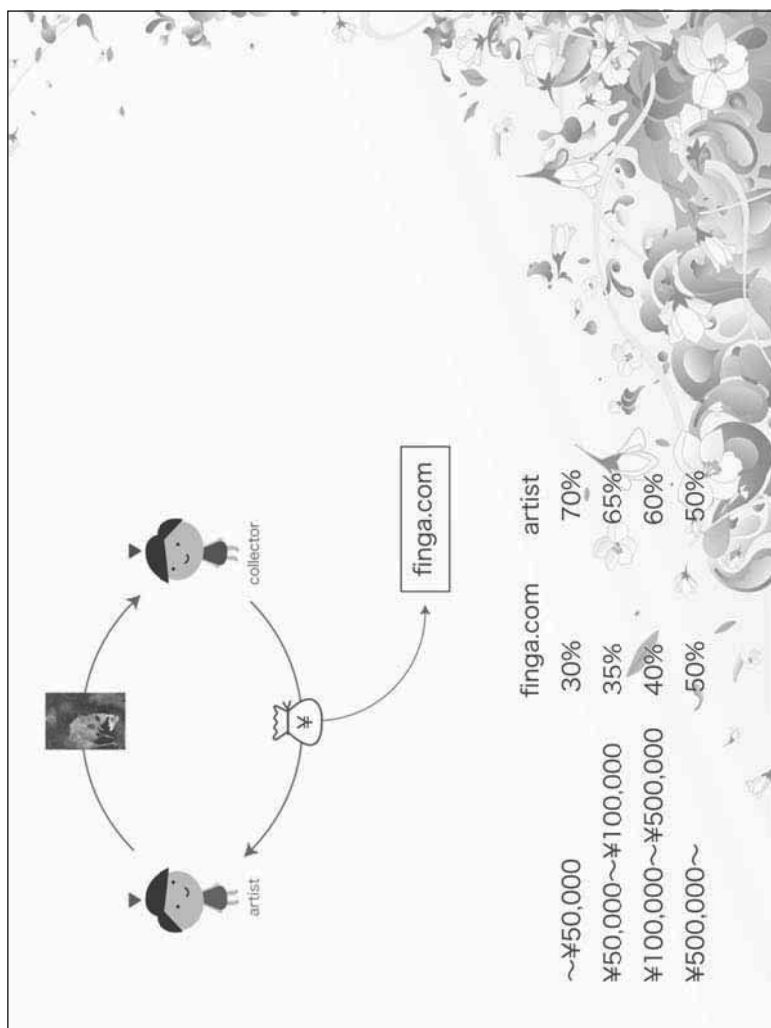 artist
collector
¥
finga.com
finga.com artist
～¥50,000 30% 70%
¥50,000～¥100,000 35% 65%
¥100,000～¥500,000 40% 60%
¥500,000～ 50% 50%